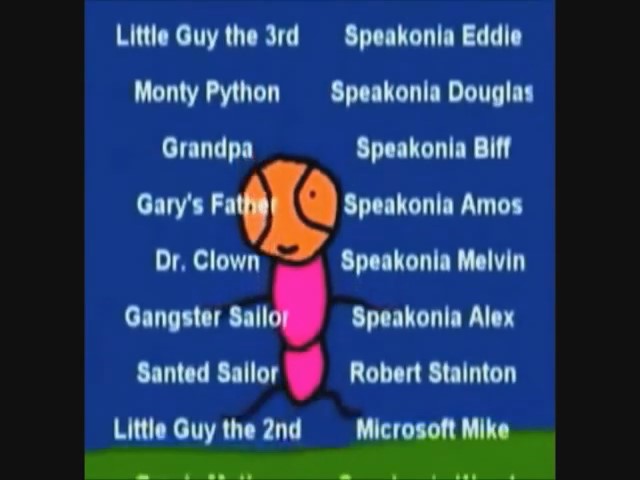 Little Guy the 3rd Speakonia Eddie
Monty Python Speakonia Douglas
Grandpa Speakonia Biff
Gary's Father Speakonia Amos
Dr. Clown Speakonia Melvin
Gangster Sailor Speakonia Alex
Santed Sailor Robert Stainton
Little Guy the 2nd Microsoft Mike